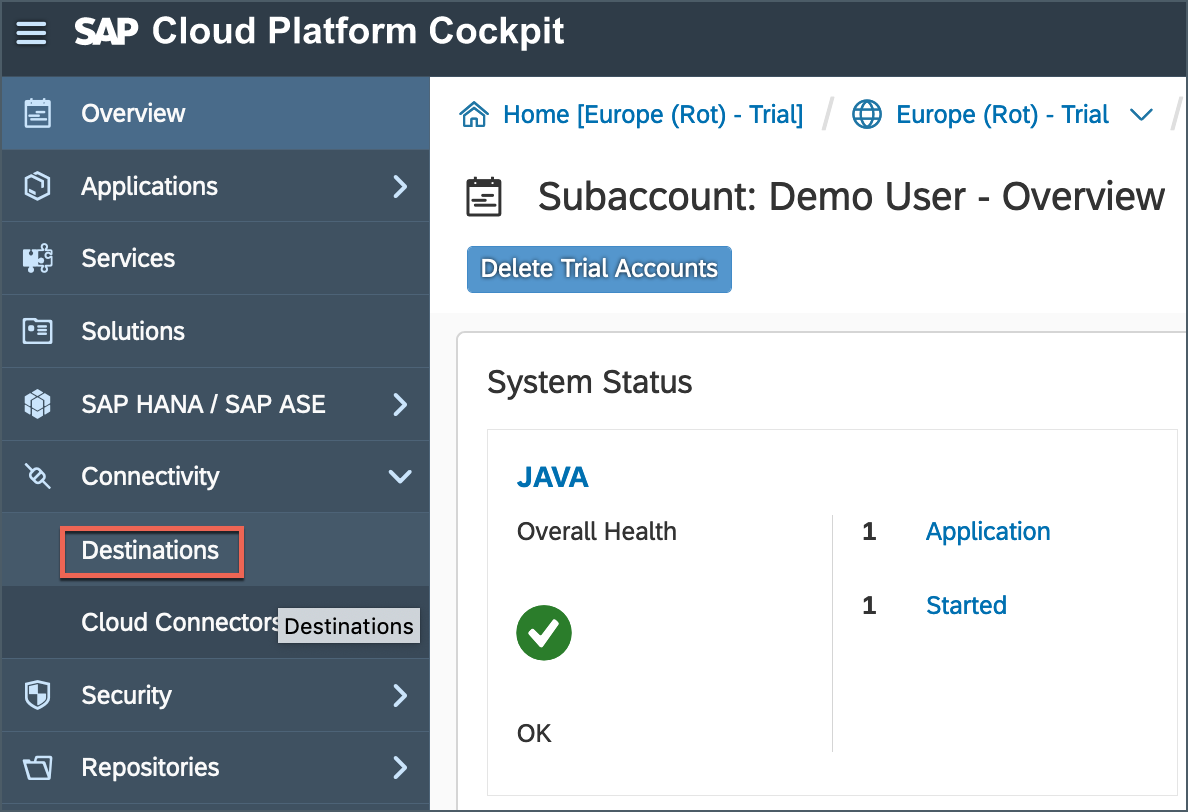 SAP Cloud Platform Cockpit
Overview
Applications
Services
Solutions
SAP HANA / SAP ASE
Connectivity
Destinations
Cloud Connectors
Destinations
Security
Repositories
Home [Europe (Rot) - Trial] / Europe (Rot) - Trial /
Subaccount: Demo User - Overview
Delete Trial Accounts
System Status
JAVA
Overall Health
OK
1 Application
1 Started